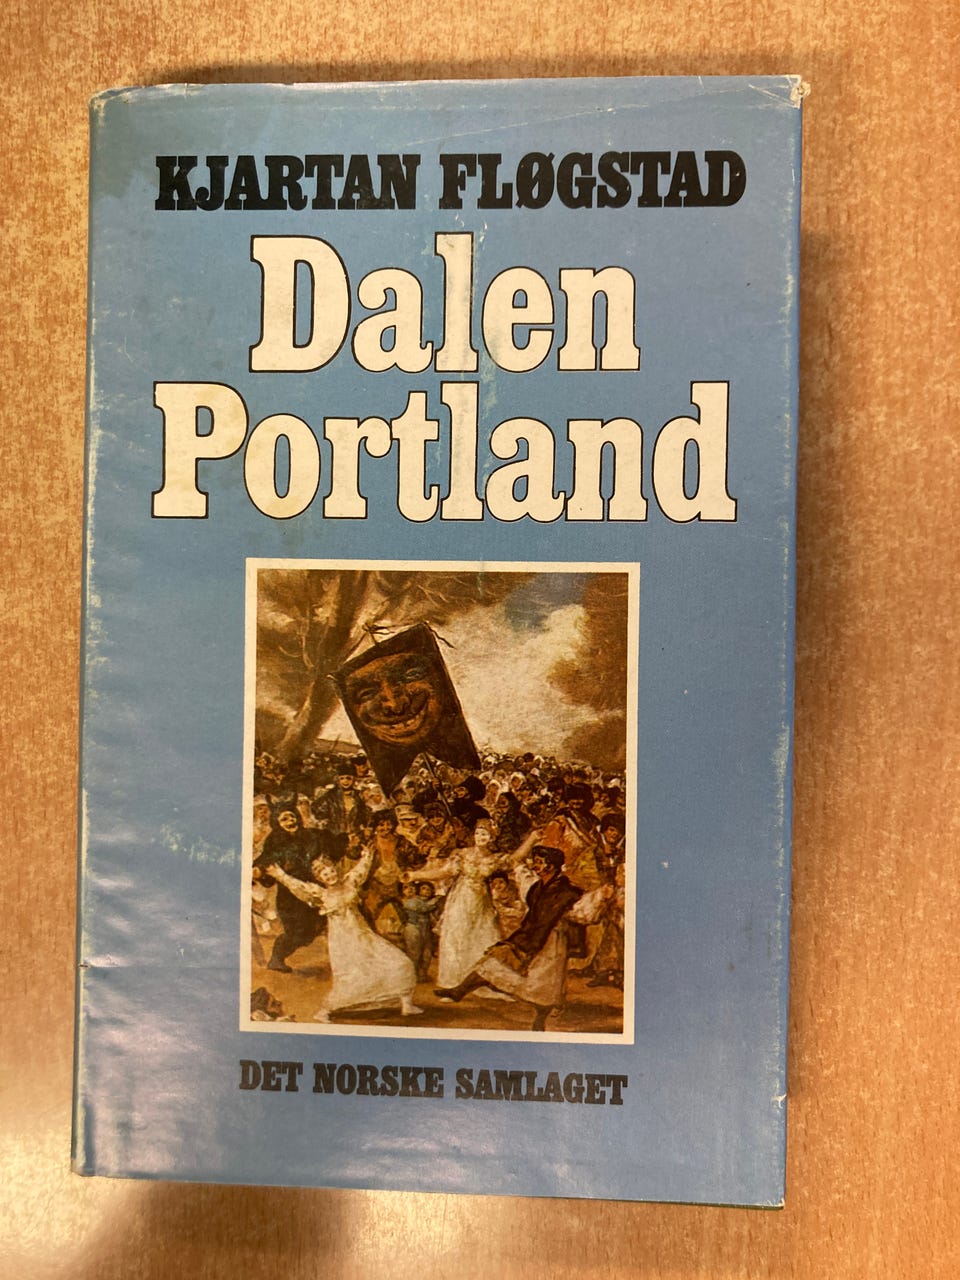 KJARTAN FLØGSTAD
Dalen
Portland
DET NORSKE SAMLAGET